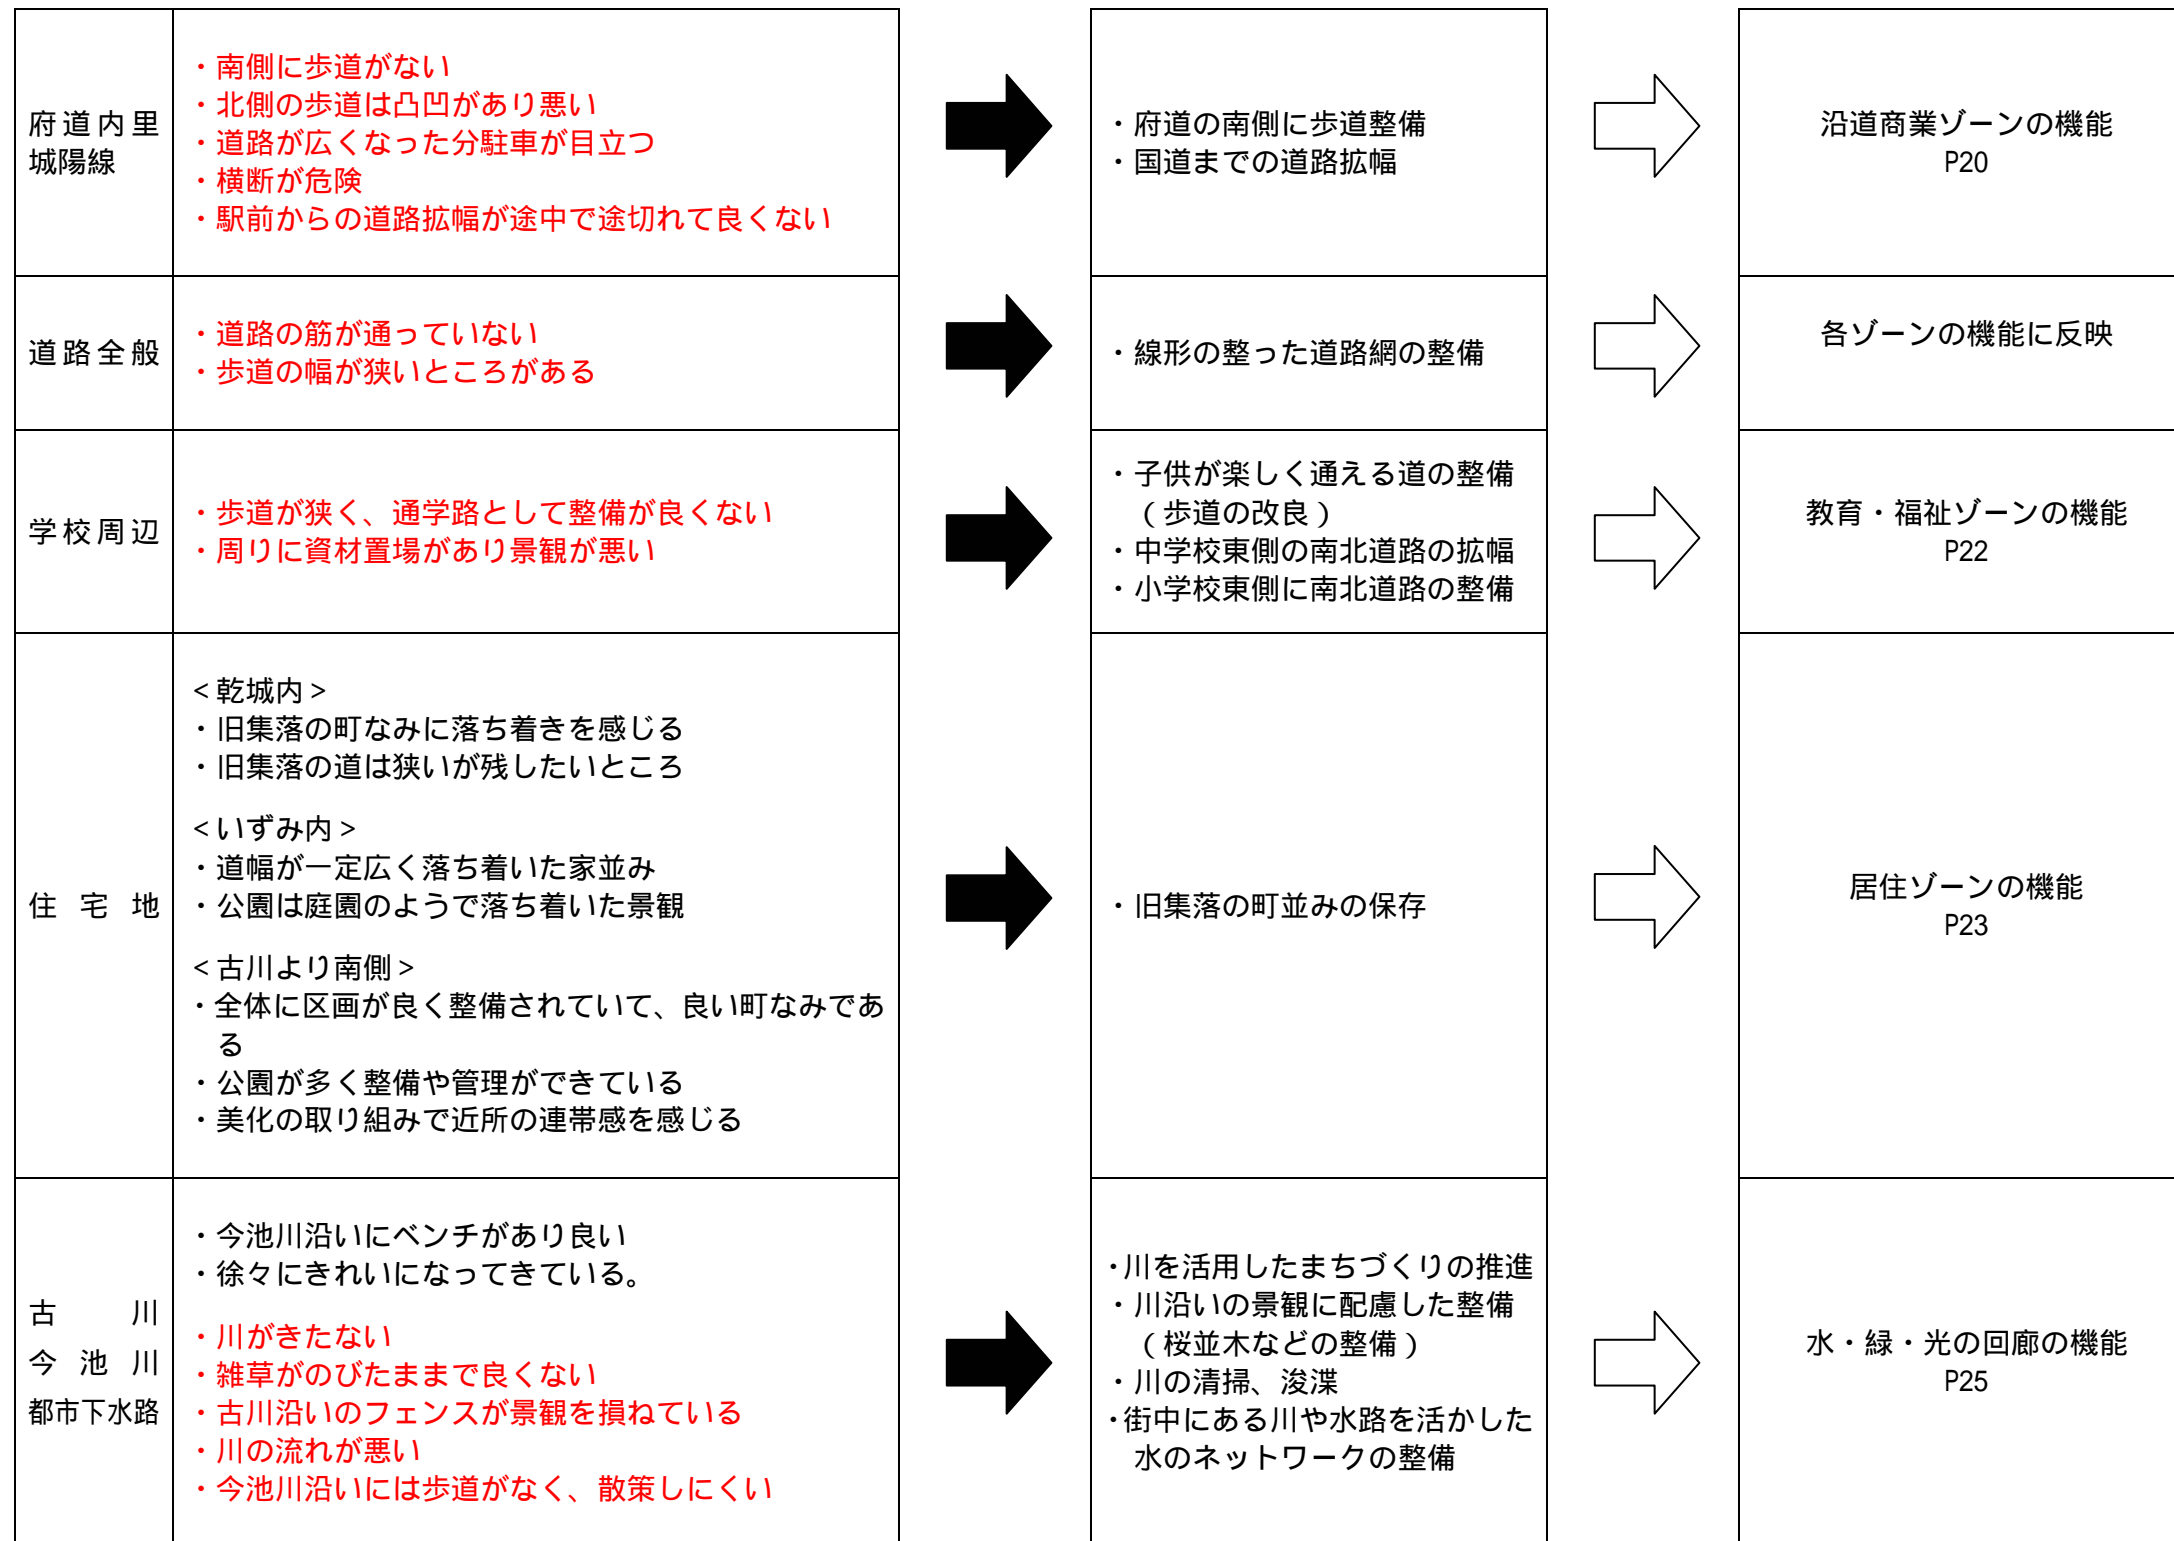 府道内里
城陽線
・南側に歩道がない
・北側の歩道は凸凹があり悪い
・道路が広くなった分駐車が目立つ
・横断が危険
・駅前からの道路拡幅が途中で途切れて良くない
・府道の南側に歩道整備
・国道までの道路拡幅
沿道商業ゾーンの機能
P20
道路全般
・道路の筋が通っていない
・歩道の幅が狭いところがある
・線形の整った道路網の整備
各ゾーンの機能に反映
学校周辺
・歩道が狭く、通学路として整備が良くない
・周りに資材置場があり景観が悪い
・子供が楽しく通える道の整備
（歩道の改良）
・中学校東側の南北道路の拡幅
・小学校東側に南北道路の整備
教育・福祉ゾーンの機能
P22
住宅地
<乾城内>
・旧集落の町なみに落ち着きを感じる
・旧集落の道は狭いが残したいところ
<いずみ内>
・道幅が一定広く落ち着いた家並み
・公園は庭園のようで落ち着いた景観
<古川より南側>
・全体に区画が良く整備されていて、良い町なみであ
る
・公園が多く整備や管理ができている
・美化の取り組みで近所の連帯感を感じる
・旧集落の町並みの保存
居住ゾーンの機能
P23
古川
今池川
都市下水路
・今池川沿いにベンチがあり良い
・徐々にきれいになってきている。
・川がきたない
・雑草がのびたままで良くない
・古川沿いのフェンスが景観を損ねている
・川の流れが悪い
・今池川沿いには歩道がなく、散策しにくい
・川を活用したまちづくりの推進
・川沿いの景観に配慮した整備
（桜並木などの整備）
・川の清掃、浚渫
・街中にある川や水路を活かした
水のネットワークの整備
水・緑・光の回廊の機能
P25